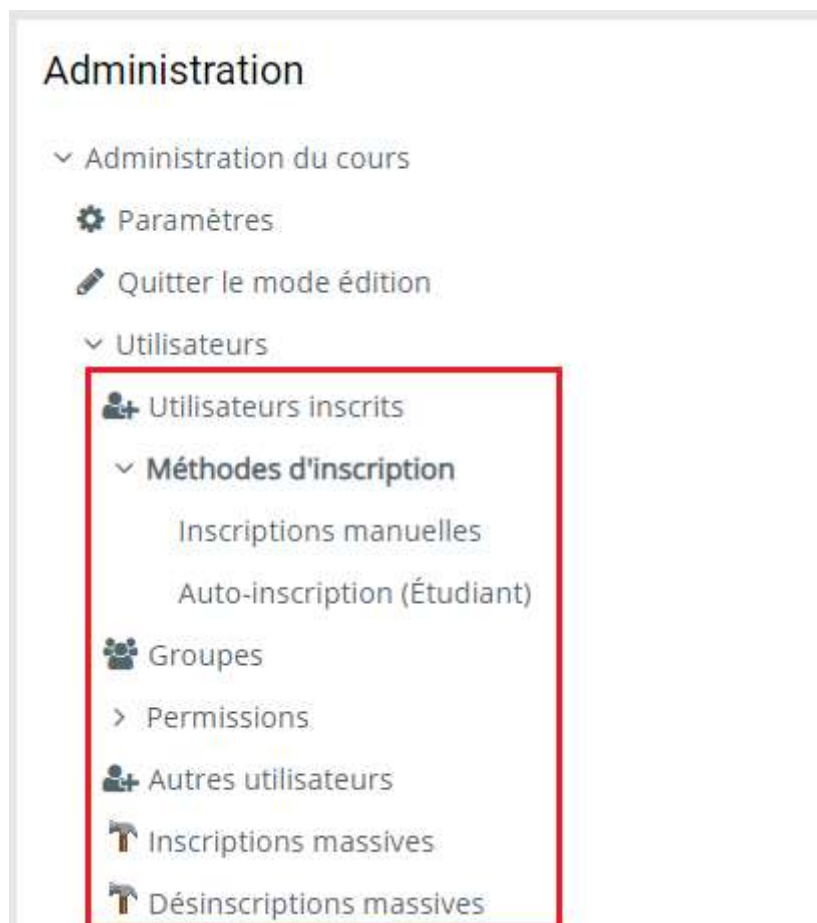 Administration
Administration du cours
Paramètres
Quitter le mode édition
Utilisateurs
Utilisateurs inscrits
Méthodes d'inscription
Inscriptions manuelles
Auto-inscription (Étudiant)
Groupes
Permissions
Autres utilisateurs
Inscriptions massives
Désinscriptions massives